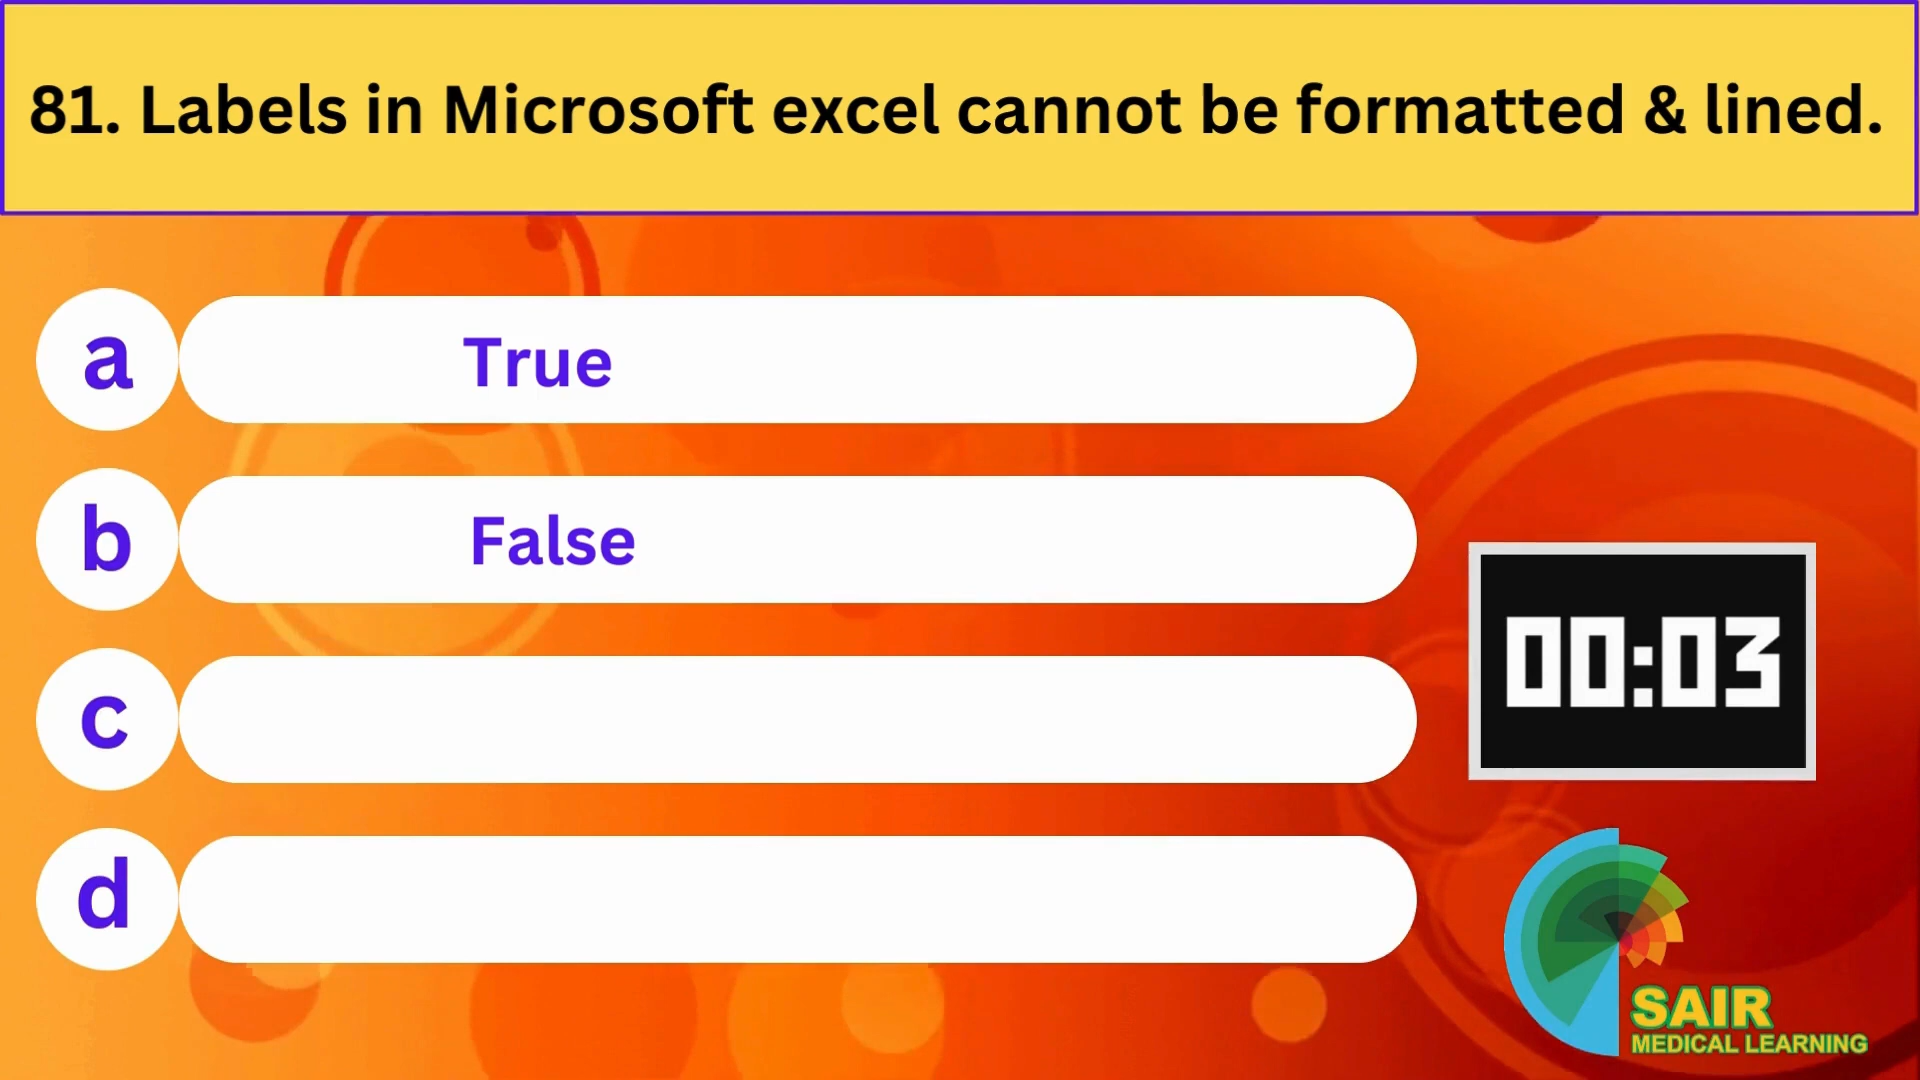 81. Labels in Microsoft excel cannot be formatted & lined.
a True
b False
c
d
00:03
SAIR
MEDICAL LEARNING